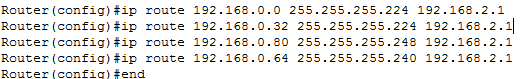 Router(config)#ip route 192.168.0.0 255.255.255.224 192.168.2.1
Router(config)#ip route 192.168.0.32 255.255.255.224 192.168.2.1
Router(config)#ip route 192.168.0.80 255.255.255.248 192.168.2.1
Router(config)#ip route 192.168.0.64 255.255.255.240 192.168.2.1
Router(config)#end